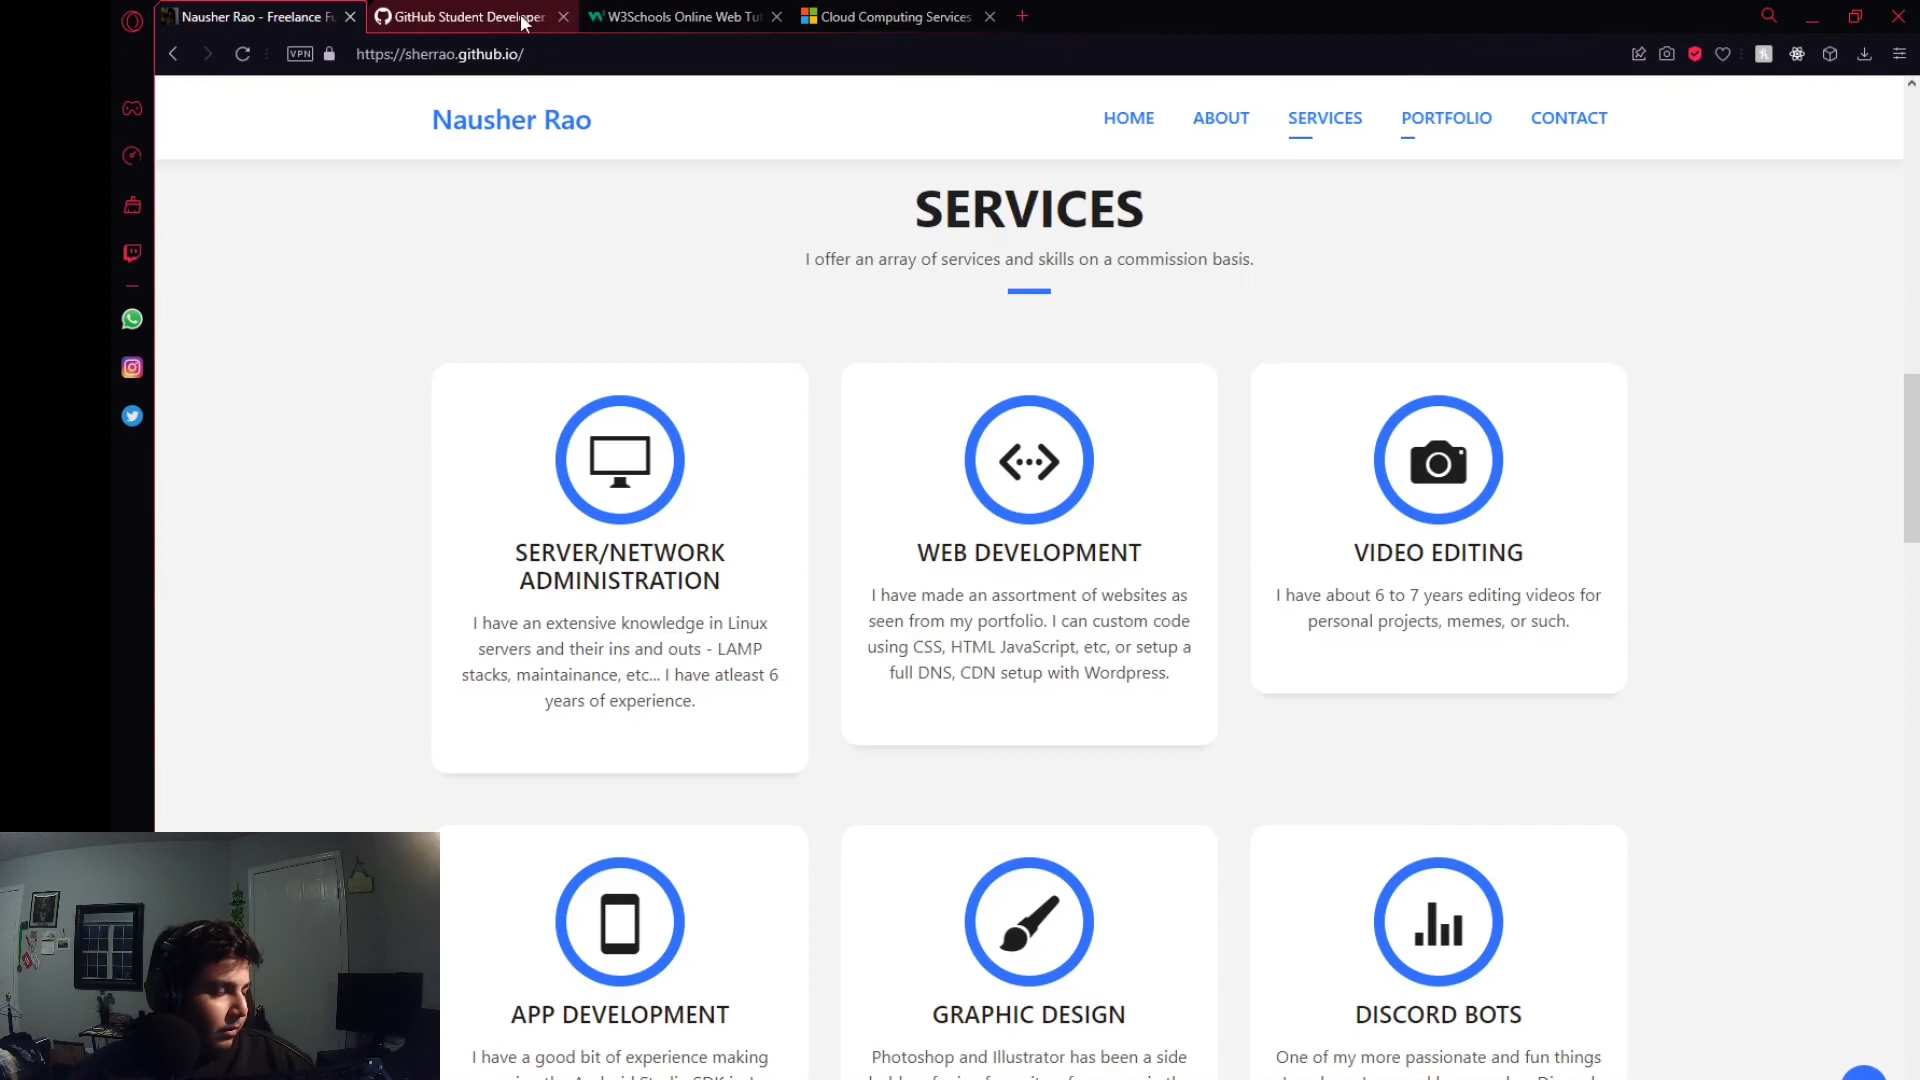 Nausher Rao - Freelance Fu
GitHub Student Developer
W3Schools Online Web Tut
Cloud Computing Services
VPN
https://sherrao.github.io/
Nausher Rao
HOME
ABOUT
SERVICES
PORTFOLIO
CONTACT
SERVICES
I offer an array of services and skills on a commission basis.
SERVER/NETWORK
ADMINISTRATION
I have an extensive knowledge in Linux
servers and their ins and outs - LAMP
stacks, maintainance, etc... I have atleast 6
years of experience.
WEB DEVELOPMENT
I have made an assortment of websites as
seen from my portfolio. I can custom code
using CSS, HTML JavaScript, etc, or setup a
full DNS, CDN setup with Wordpress.
VIDEO EDITING
I have about 6 to 7 years editing videos for
personal projects, memes, or such.
APP DEVELOPMENT
I have a good bit of experience making
GRAPHIC DESIGN
Photoshop and Illustrator has been a side
DISCORD BOTS
One of my more passionate and fun things